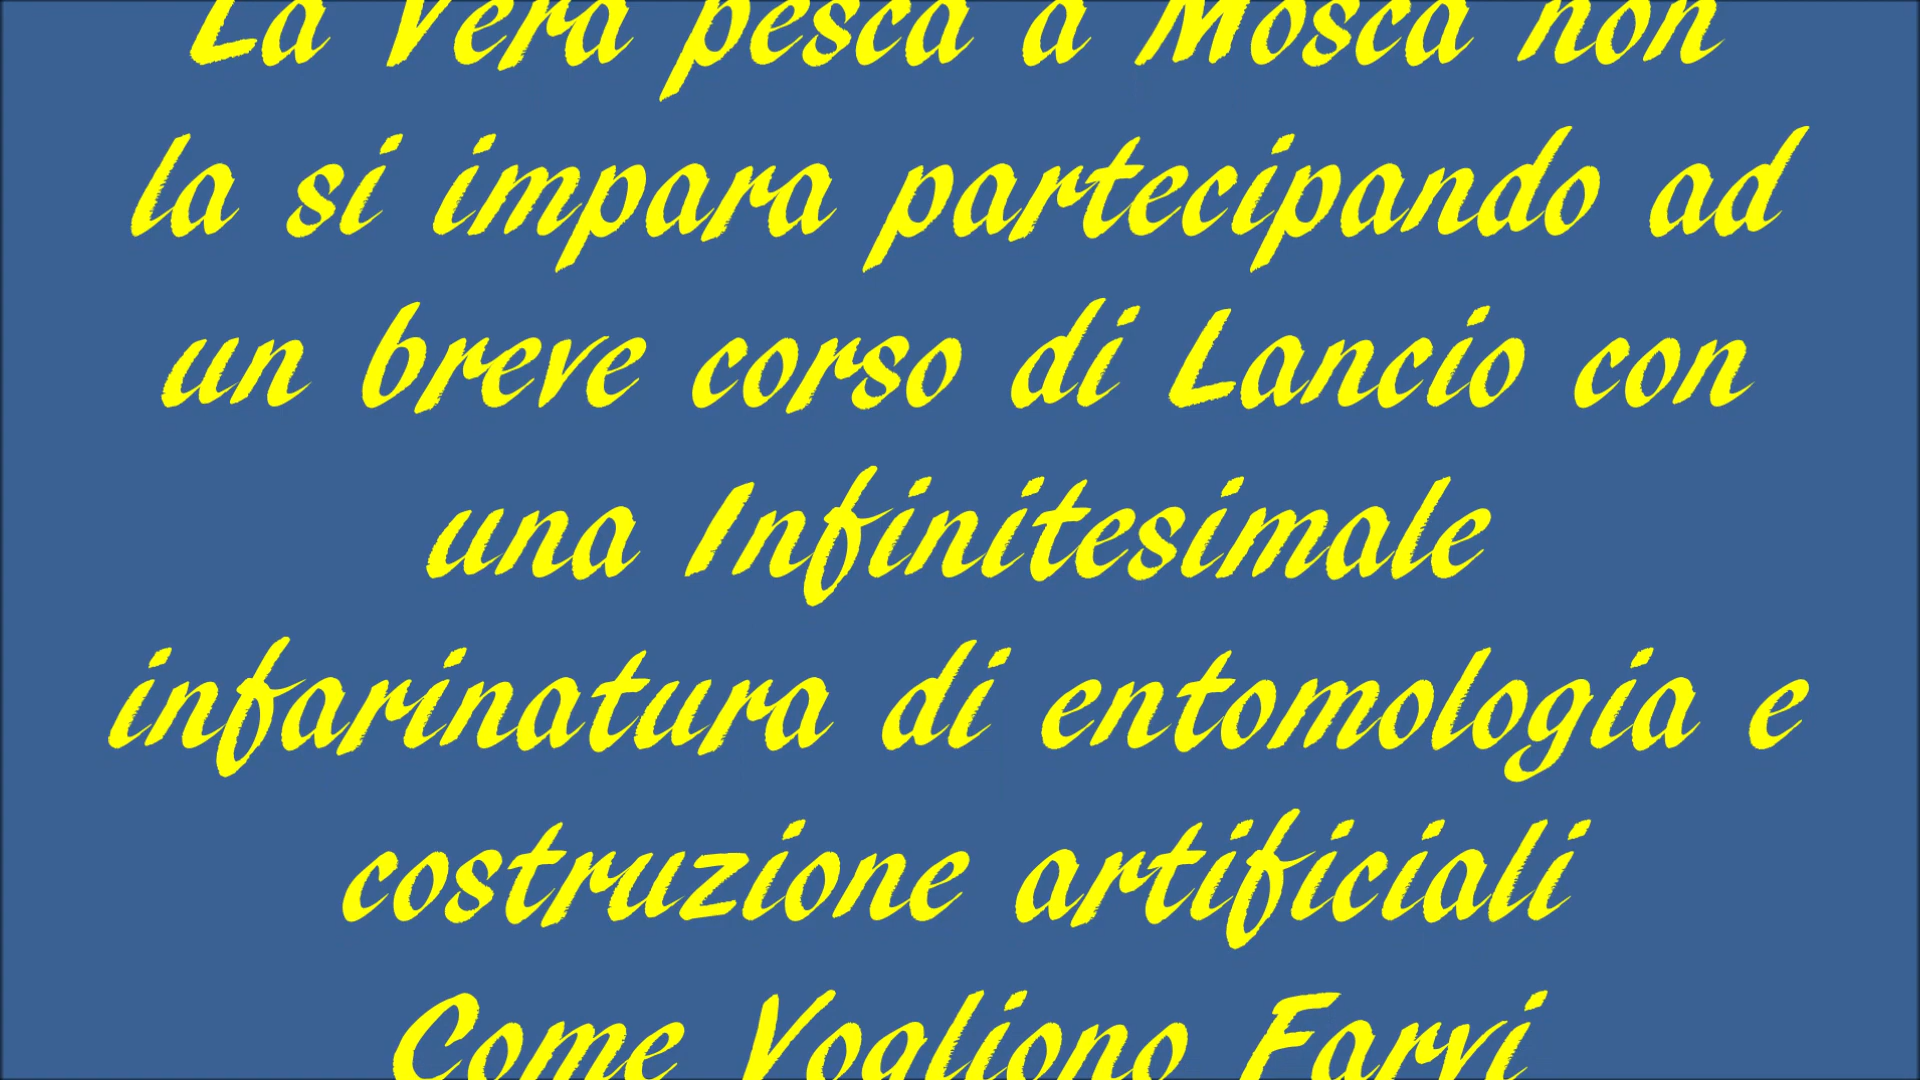 La Vera pesca a Mosca non
la si impara partecipando ad
un breve corso di Lancio con
una Infinitesimale
infarinatura di entomologia e
costruzione artificiali
Come Vogliono Farvi